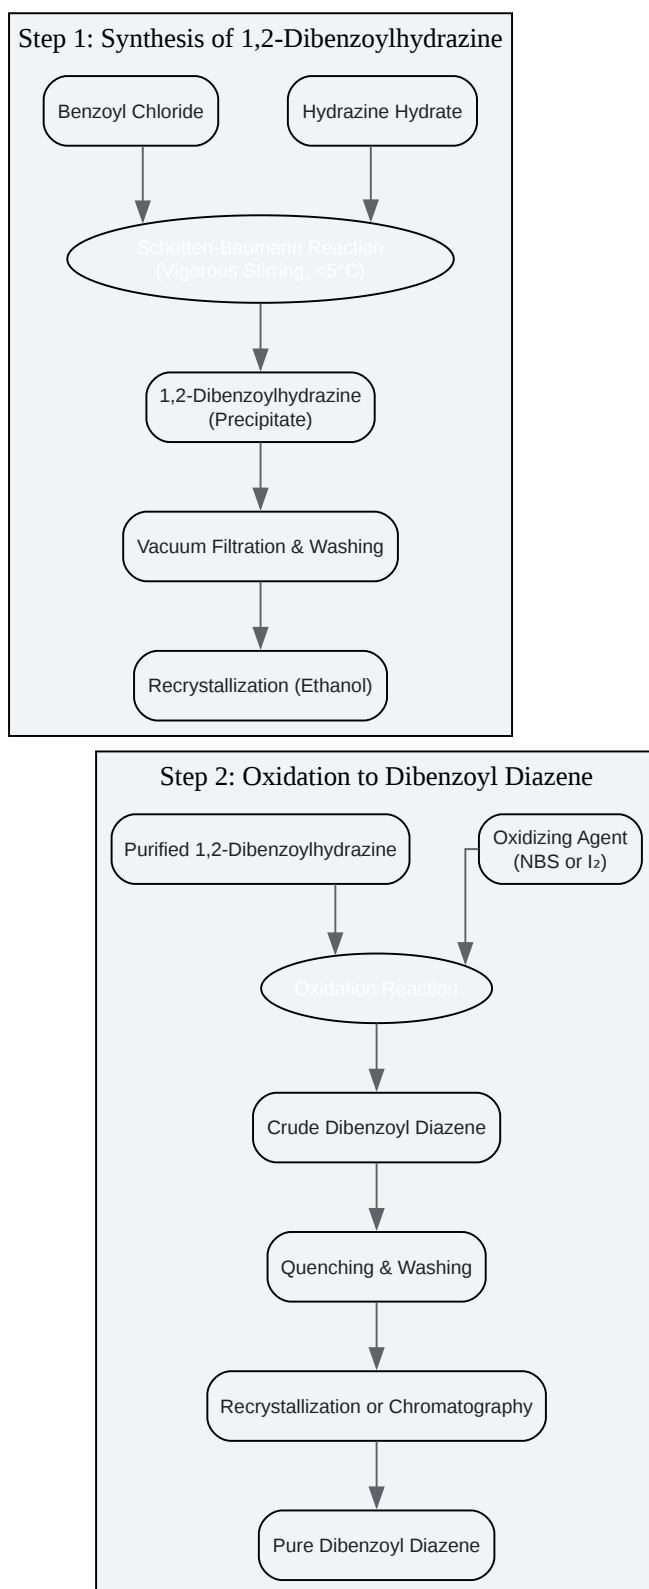 Step 1: Synthesis of 1,2-Dibenzoylhydrazine
Benzoyl Chloride
Hydrazine Hydrate
Schotten-Baumann Reaction
(Vigorous Stirring, <5°C)
1,2-Dibenzoylhydrazine
(Precipitate)
Vacuum Filtration & Washing
Recrystallization (Ethanol)
Step 2: Oxidation to Dibenzoyl Diazene
Purified 1,2-Dibenzoylhydrazine
Oxidizing Agent
(NBS or I₂)
Oxidation Reaction
Crude Dibenzoyl Diazene
Quenching & Washing
Recrystallization or Chromatography
Pure Dibenzoyl Diazene